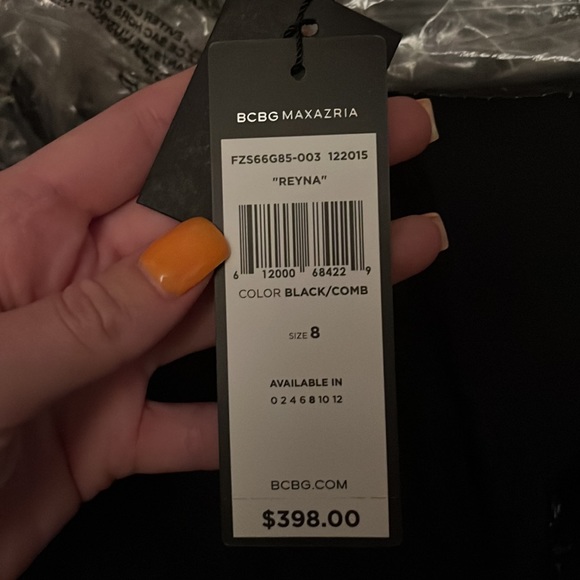 BCBGMAXAZRIA
FZS66G85-003 122015
"REYNA"
6 12000 68422 9
COLOR BLACK/COMB
SIZE 8
AVAILABLE IN
0 2 4 6 8 10 12
BCBG.COM
$398.00